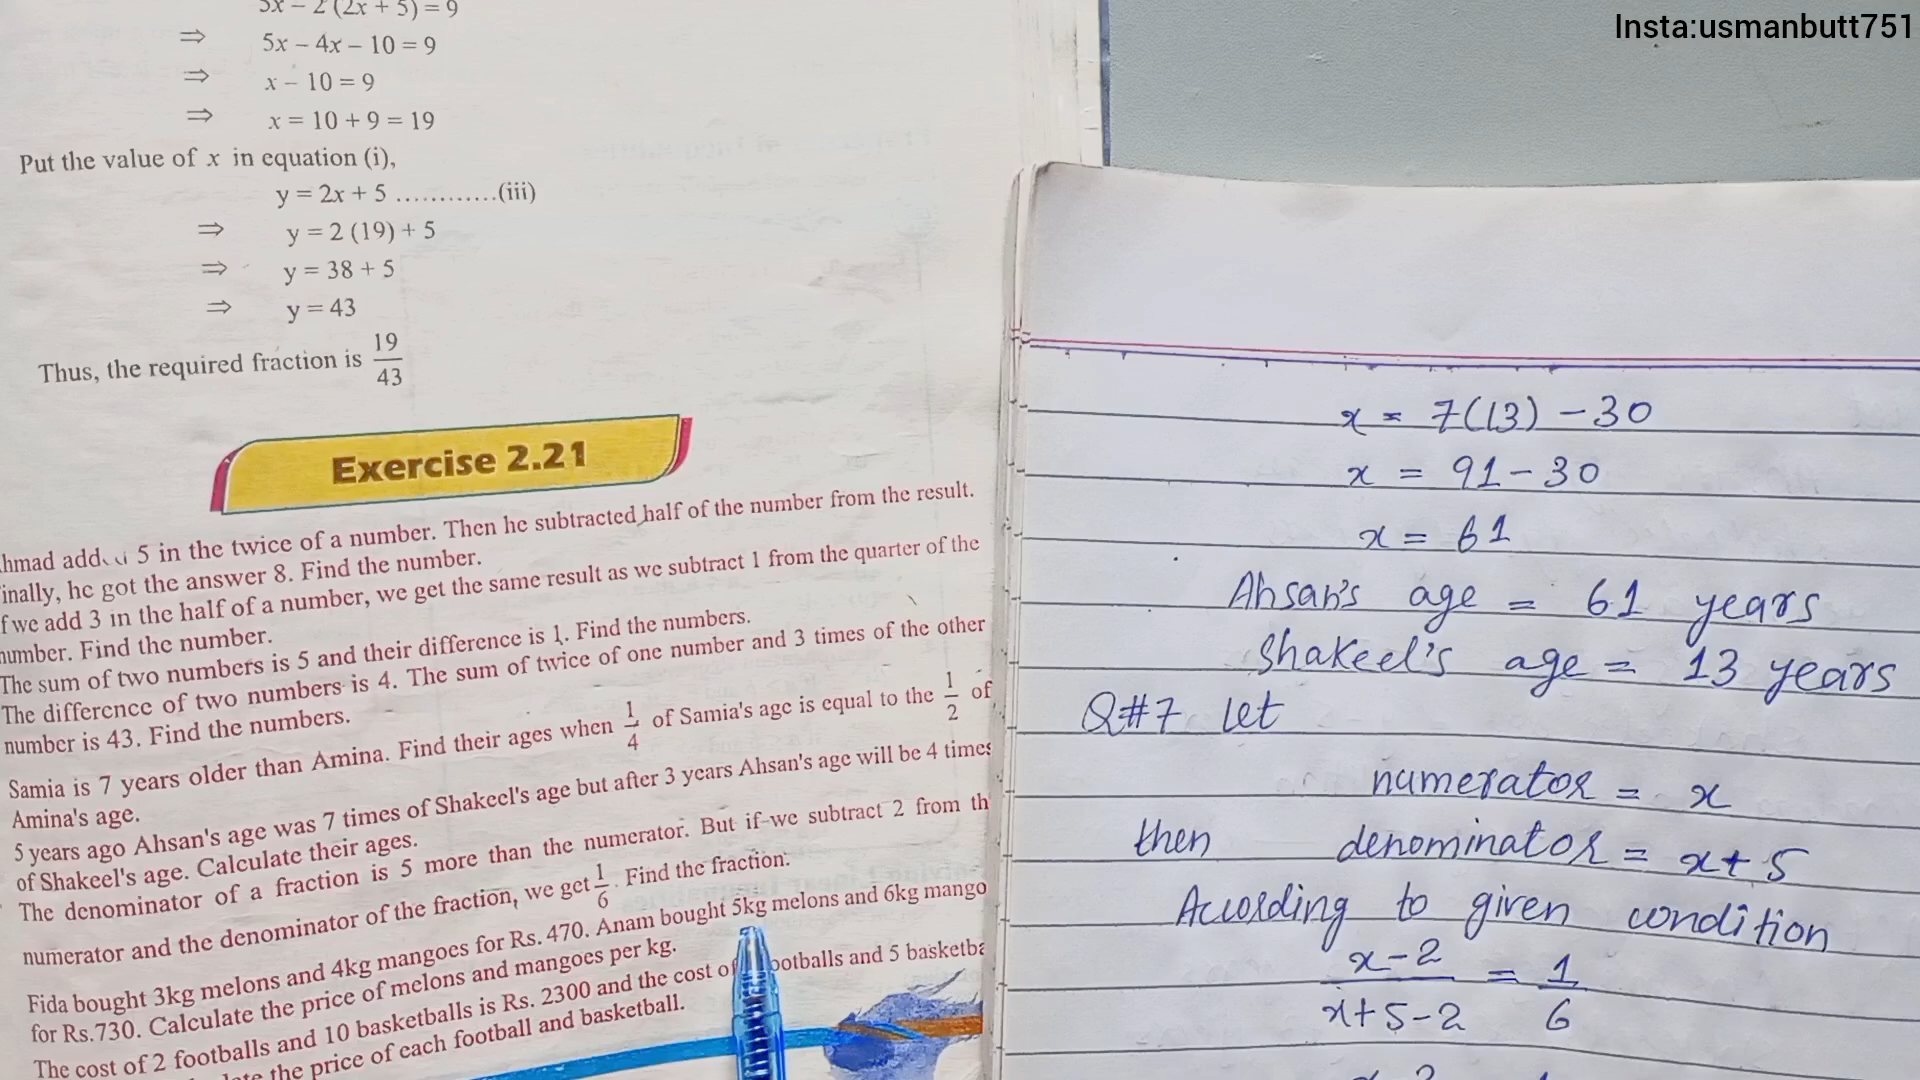 Insta:usmanbutt751
5x – 2 (2x + 5) = 9
⇒ 5x – 4x – 10 = 9
⇒ x – 10 = 9
⇒ x = 10 + 9 = 19
Put the value of x in equation (i),
y = 2x + 5 ............(iii)
⇒ y = 2 (19) + 5
⇒ y = 38 + 5
⇒ y = 43
Thus, the required fraction is 19/43
Exercise 2.21
hmad add 5 in the twice of a number. Then he subtracted half of the number from the result.
inally, he got the answer 8. Find the number.
f we add 3 in the half of a number, we get the same result as we subtract 1 from the quarter of the
number. Find the number.
The sum of two numbers is 5 and their difference is 1. Find the numbers.
The difference of two numbers is 4. The sum of twice of one number and 3 times of the other
number is 43. Find the numbers.
Samia is 7 years older than Amina. Find their ages when 1/4 of Samia's age is equal to the 1/2 of
Amina's age.
5 years ago Ahsan's age was 7 times of Shakeel's age but after 3 years Ahsan's age will be 4 times
of Shakeel's age. Calculate their ages.
The denominator of a fraction is 5 more than the numerator. But if we subtract 2 from th
numerator and the denominator of the fraction, we get 1/6. Find the fraction.
Fida bought 3kg melons and 4kg mangoes for Rs. 470. Anam bought 5kg melons and 6kg mango
for Rs.730. Calculate the price of melons and mangoes per kg.
The cost of 2 footballs and 10 basketballs is Rs. 2300 and the cost of ootballs and 5 basketba
the price of each football and basketball.
x = 7(13) – 30
x = 91 – 30
x = 61
Ahsan's age = 61 years
Shakeel's age = 13 years
Q#7 Let
numerator = x
then denominator = x + 5
According to given condition
x-2/x+5-2 = 1/6